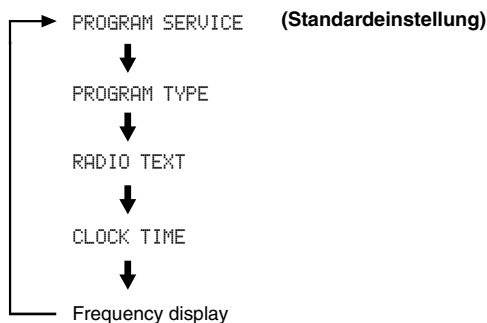 PROGRAM SERVICE (Standardeinstellung)
PROGRAM TYPE
RADIO TEXT
CLOCK TIME
Frequency display